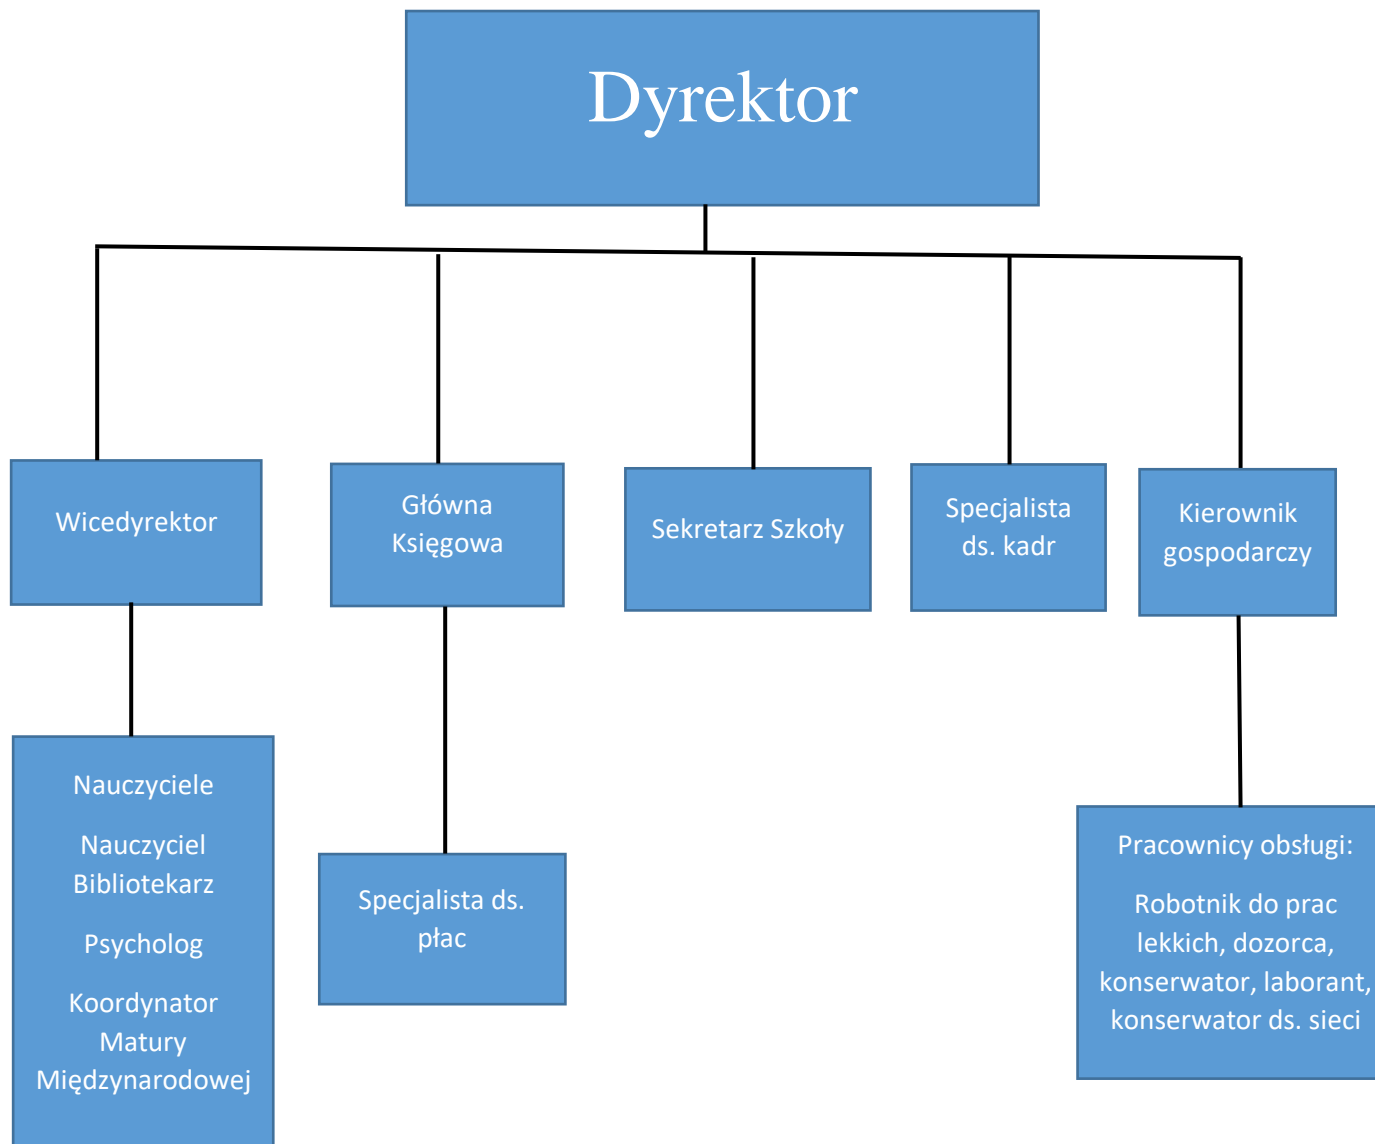 Dyrektor
Wicedyrektor
Główna
Księgowa
Sekretarz Szkoły
Specjalista
ds. kadr
Kierownik
gospodarczy
Nauczyciele
Nauczyciel
Bibliotekarz
Psycholog
Koordynator
Matury
Międzynarodowej
Specjalista ds.
płac
Pracownicy obsługi:
Robotnik do prac
lekkich, dozorca,
konserwator, laborant,
konserwator ds. sieci